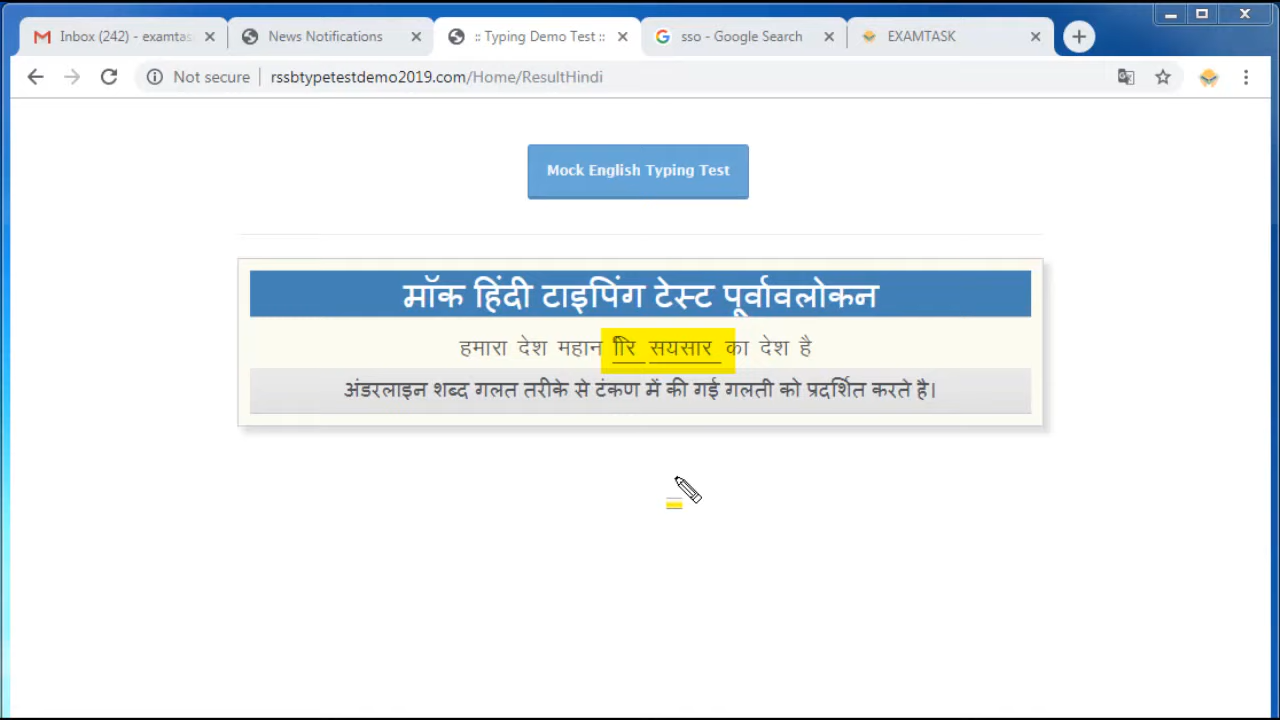 Inbox (242) - examtas
News Notifications
:: Typing Demo Test ::
sso - Google Search
EXAMTASK
Not secure
rssbtypetestdemo2019.com/Home/ResultHindi
Mock English Typing Test
मॉक हिंदी टाइपिंग टेस्ट पूर्वावलोकन
हमारा देश महान ाीर सयसार का देश है
अंडरलाइन शब्द गलत तरीके से टंकण में की गई गलती को प्रदर्शित करते है।